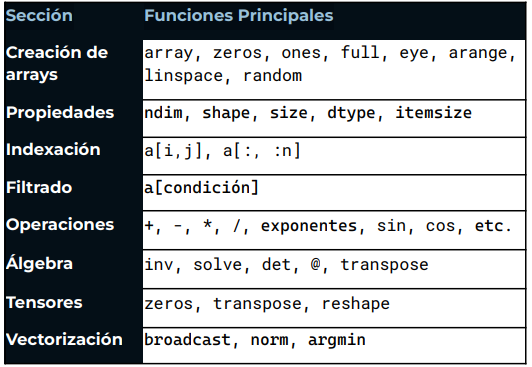 Sección Funciones Principales
Creación de arrays array, zeros, ones, full, eye, arange,
linspace, random
Propiedades ndim, shape, size, dtype, itemsize
Indexación a[i,j], a[:, :n]
Filtrado a[condición]
Operaciones +, -, *, /, exponentes, sin, cos, etc.
Álgebra inv, solve, det, @, transpose
Tensores zeros, transpose, reshape
Vectorización broadcast, norm, argmin